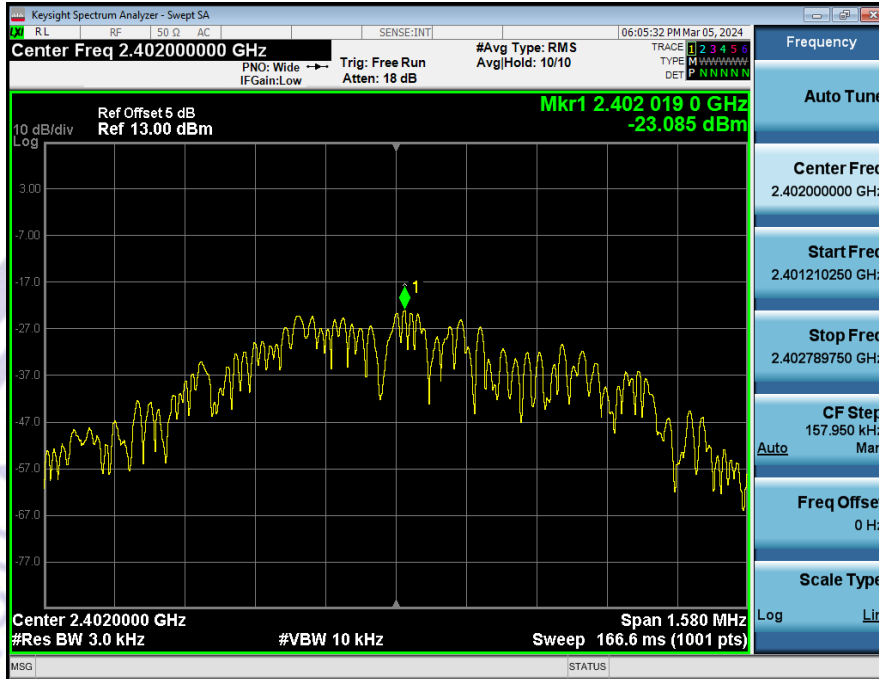 Keysight Spectrum Analyzer - Swept SA
LXI RL RF 50 Ω AC SENSE:INT 06:05:32 PM Mar 05, 2024
Center Freq 2.402000000 GHz
PNO: Wide
IFGain:Low
Trig: Free Run
Atten: 18 dB
#Avg Type: RMS
Avg|Hold: 10/10
TRACE 1 2 3 4 5 6
TYPE M WWWWW
DET P N N N N N
Ref Offset 5 dB
10 dB/div Ref 13.00 dBm
Log
Mkr1 2.402 019 0 GHz
-23.085 dBm
1
3.00
-7.00
-17.0
-27.0
-37.0
-47.0
-57.0
-67.0
-77.0
Center 2.4020000 GHz Span 1.580 MHz
#Res BW 3.0 kHz #VBW 10 kHz Sweep 166.6 ms (1001 pts)
MSG STATUS
Frequency
Auto Tune
Center Freq
2.402000000 GHz
Start Freq
2.401210250 GHz
Stop Freq
2.402789750 GHz
CF Step
157.950 kHz
Auto Man
Freq Offset
0 Hz
Scale Type
Log Lin